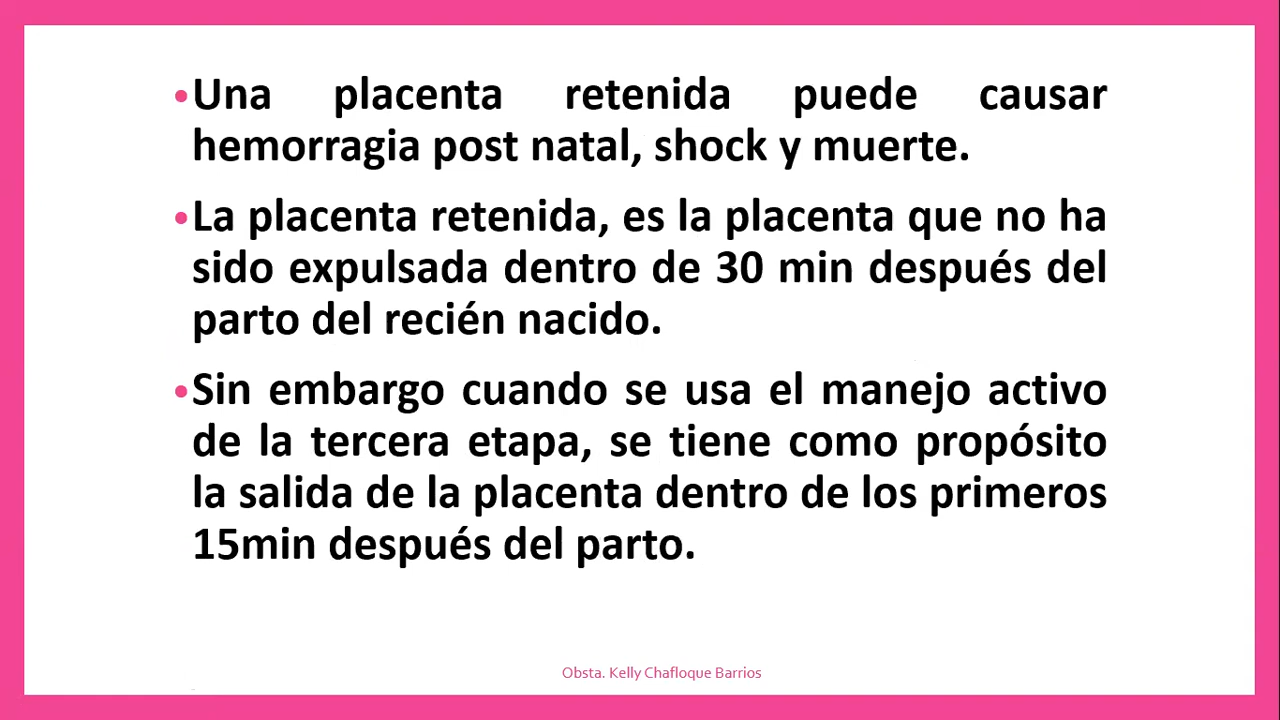 •Una placenta retenida puede causar
hemorragia post natal, shock y muerte.
•La placenta retenida, es la placenta que no ha
sido expulsada dentro de 30 min después del
parto del recién nacido.
•Sin embargo cuando se usa el manejo activo
de la tercera etapa, se tiene como propósito
la salida de la placenta dentro de los primeros
15min después del parto.
Obsta. Kelly Chafloque Barrios